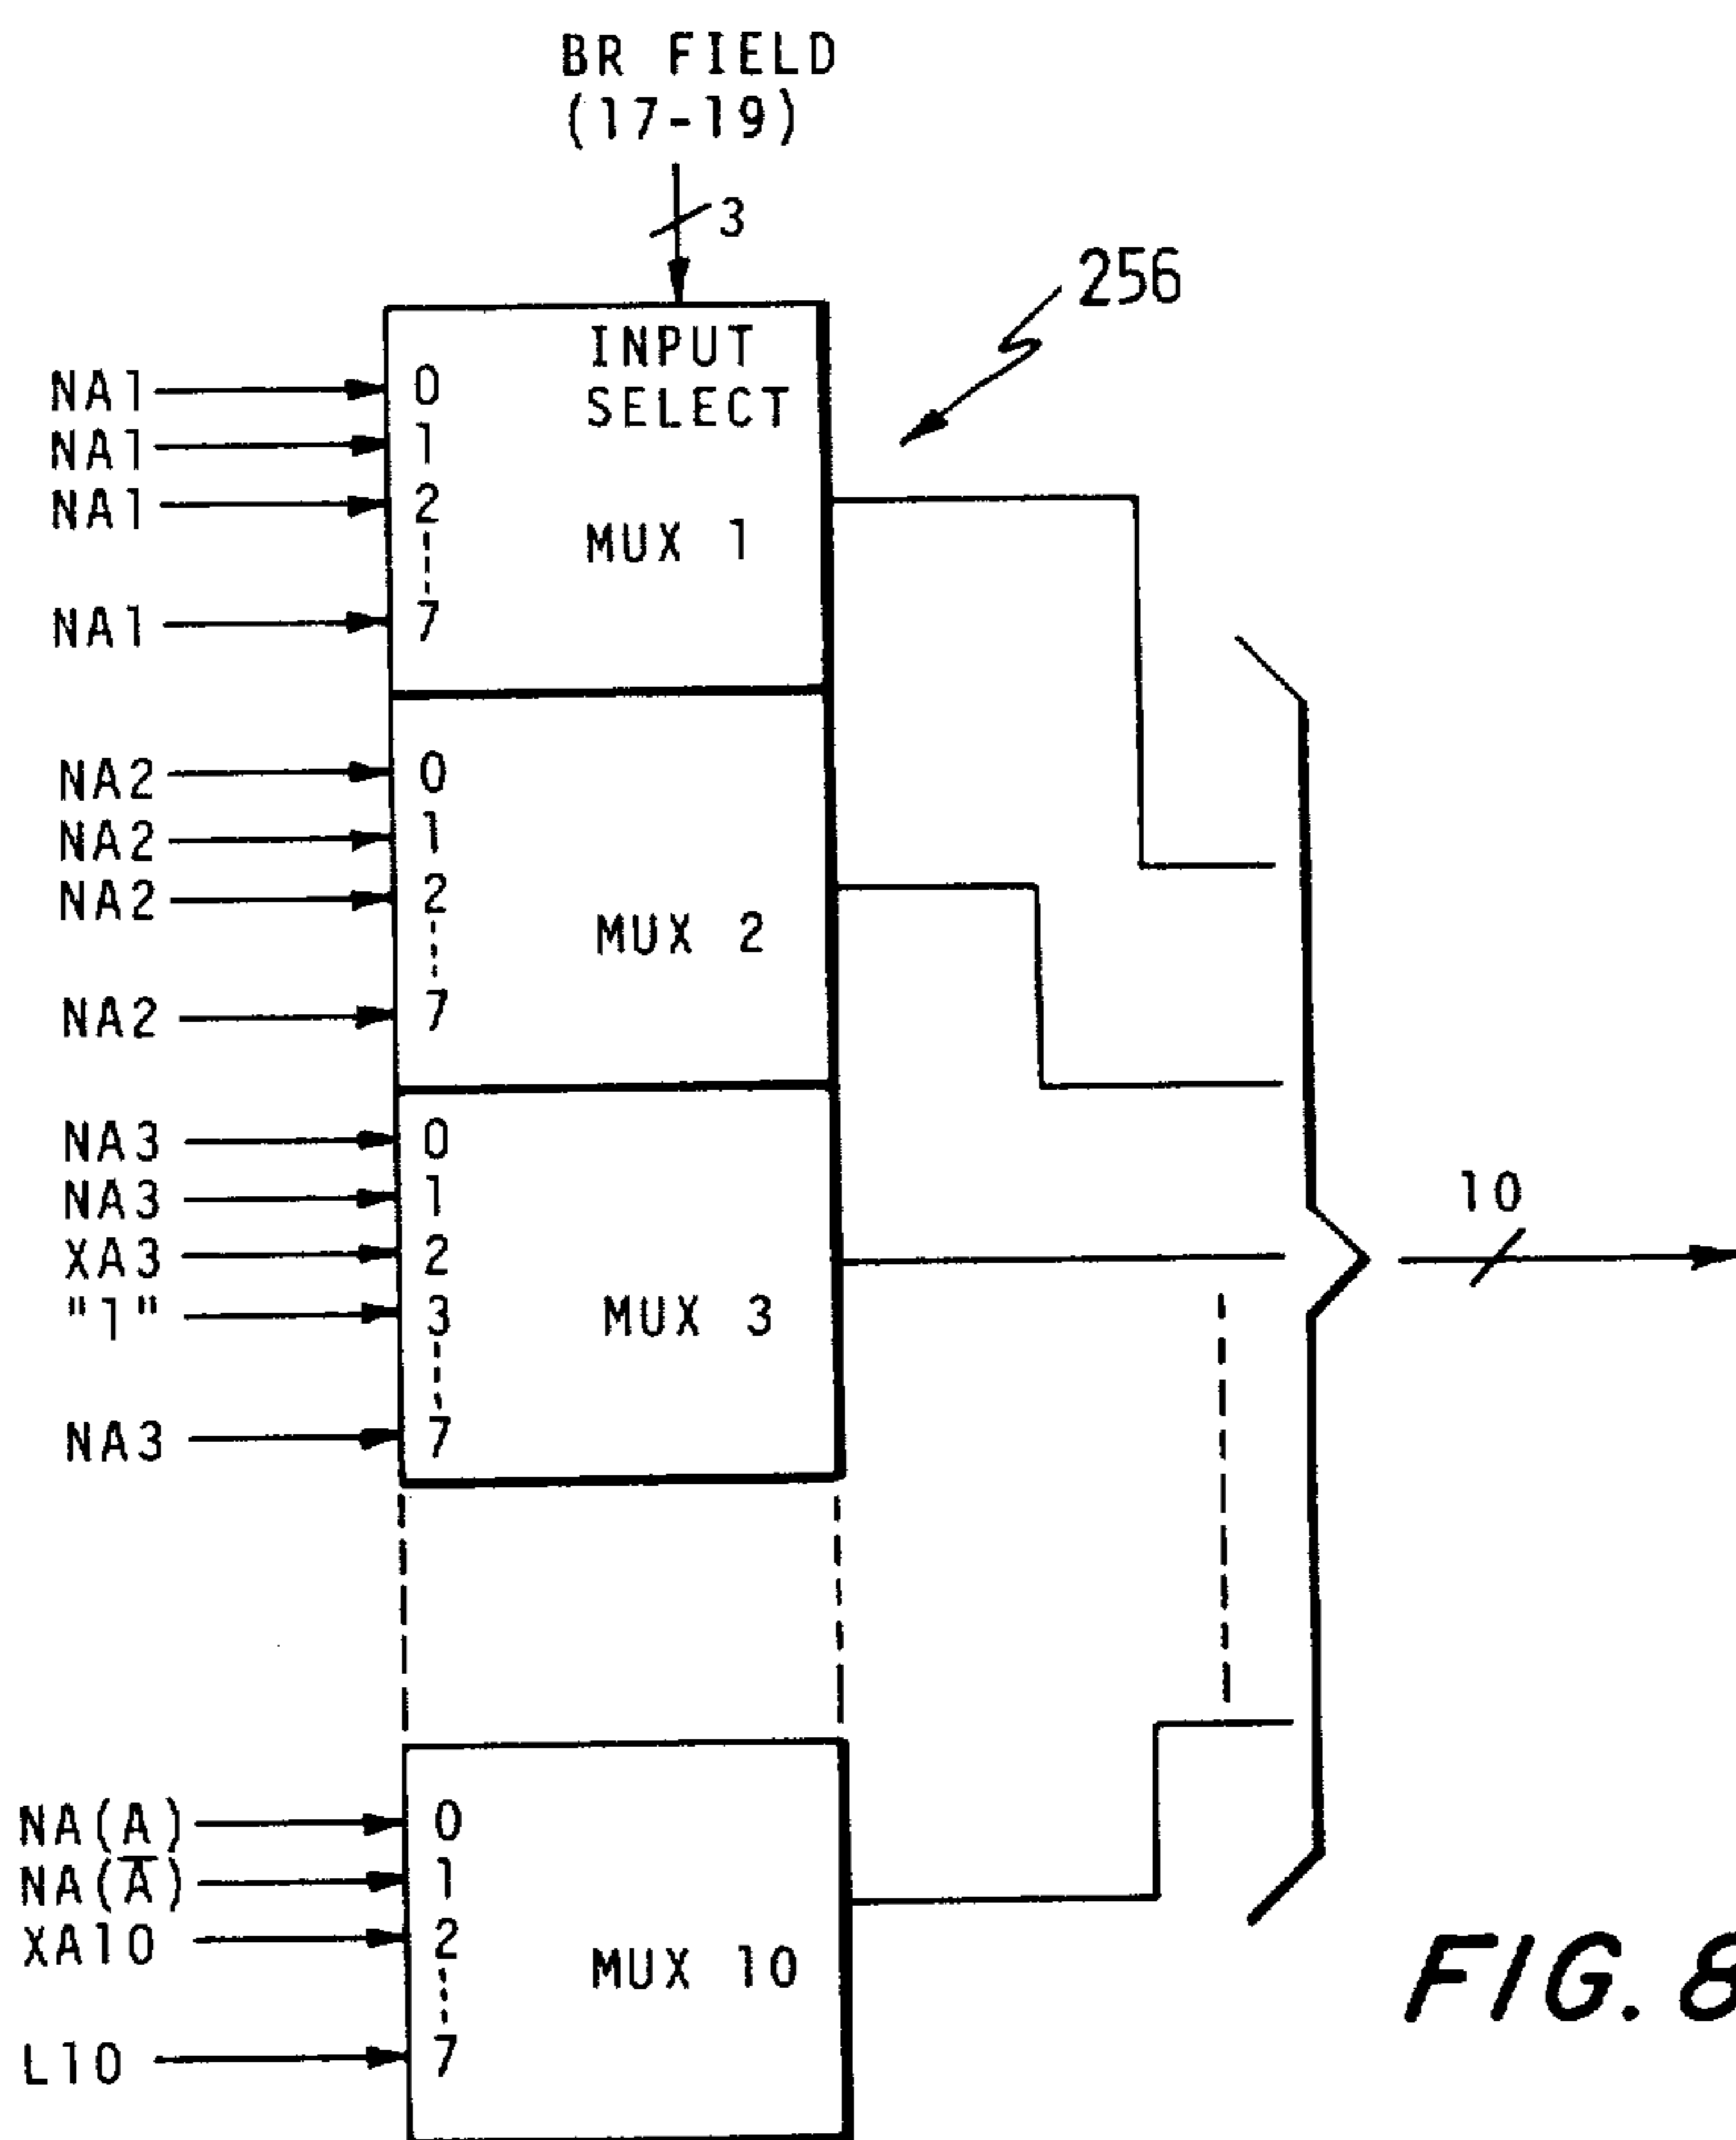 BR FIELD
(17-19)
3
256
INPUT
SELECT
NA1 0
NA1 1
NA1 2
MUX 1
NA1 7
NA2 0
NA2 1
NA2 2
MUX 2
NA2 7
NA3 0
NA3 1
XA3 2
"1" 3
MUX 3
NA3 7
10
NA(A) 0
NA(A̅) 1
XA10 2
MUX 10
L10 7
FIG. 8